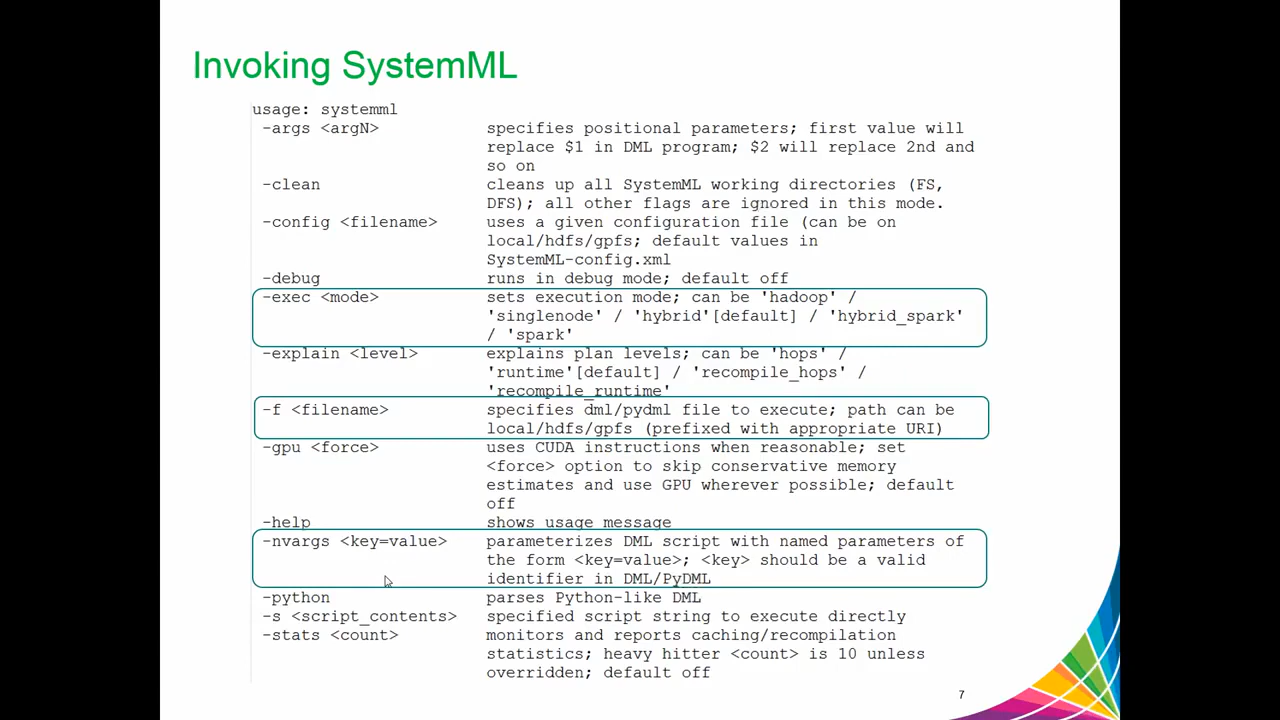 Invoking SystemML
usage: systemml
-args <argN> specifies positional parameters; first value will
replace $1 in DML program; $2 will replace 2nd and
so on
-clean cleans up all SystemML working directories (FS,
DFS); all other flags are ignored in this mode.
-config <filename> uses a given configuration file (can be on
local/hdfs/gpfs; default values in
SystemML-config.xml
-debug runs in debug mode; default off
-exec <mode> sets execution mode; can be 'hadoop' /
'singlenode' / 'hybrid'[default] / 'hybrid_spark'
/ 'spark'
-explain <level> explains plan levels; can be 'hops' /
'runtime'[default] / 'recompile_hops' /
'recompile_runtime'
-f <filename> specifies dml/pydml file to execute; path can be
local/hdfs/gpfs (prefixed with appropriate URI)
-gpu <force> uses CUDA instructions when reasonable; set
<force> option to skip conservative memory
estimates and use GPU wherever possible; default
off
-help shows usage message
-nvargs <key=value> parameterizes DML script with named parameters of
the form <key=value>; <key> should be a valid
identifier in DML/PyDML
-python parses Python-like DML
-s <script_contents> specified script string to execute directly
-stats <count> monitors and reports caching/recompilation
statistics; heavy hitter <count> is 10 unless
overridden; default off
7